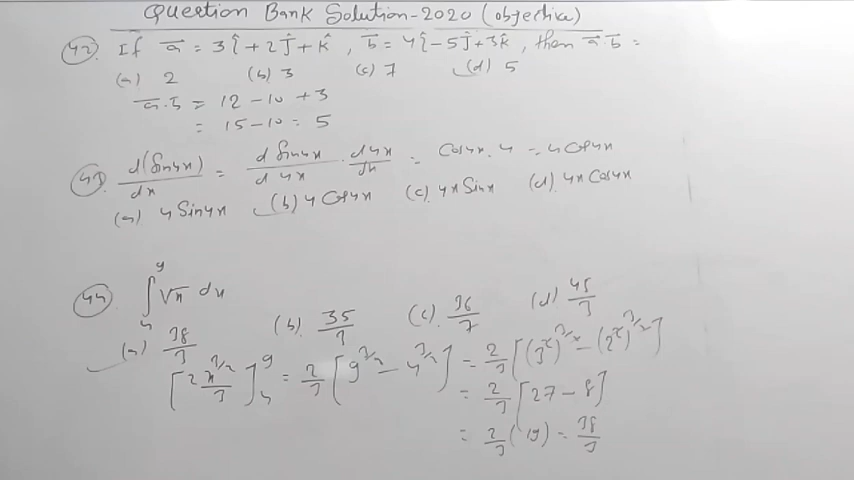 Question Bank Solution-2020 (objective)
42. If a̅ = 3î + 2ĵ + k̂, b̅ = 4î - 5ĵ + 3k̂, then a̅.b̅ =
(a) 2 (b) 3 (c) 7 (d) 5
a̅.b̅ = 12 - 10 + 3
= 15 - 10 = 5
43. d(Sin4x)/dx = d Sin4x/d 4x . d4x/dx = Cos4x.4 = 4 Cos4x
(a) 4 Sin4x (b) 4 Cos4x (c) 4x Sinx (d) 4x Cos4x
44. ∫₄⁹ √x dx
(a) 38/3 (b) 35/3 (c) 36/7 (d) 45/3
[2x^3/2/3]₄⁹ = 2/3 [9^3/2 - 4^3/2] = 2/3 [(3²)^3/2 - (2²)^3/2]
= 2/3 [27 - 8]
= 2/3 (19) = 38/3